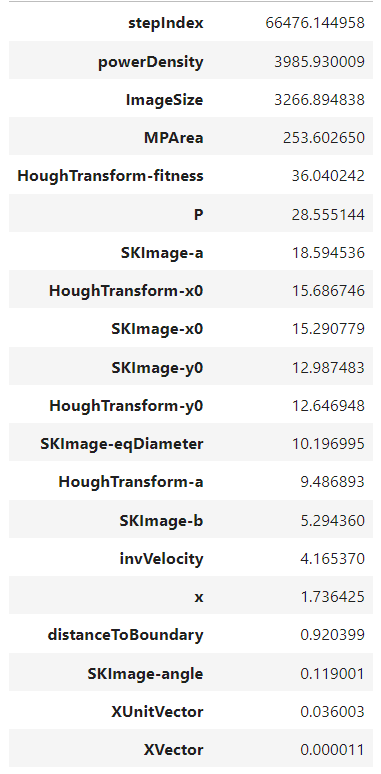 stepIndex 66476.144958
powerDensity 3985.930009
ImageSize 3266.894838
MPArea 253.602650
HoughTransform-fitness 36.040242
P 28.555144
SKImage-a 18.594536
HoughTransform-x0 15.686746
SKImage-x0 15.290779
SKImage-y0 12.987483
HoughTransform-y0 12.646948
SKImage-eqDiameter 10.196995
HoughTransform-a 9.486893
SKImage-b 5.294360
invVelocity 4.165370
x 1.736425
distanceToBoundary 0.920399
SKImage-angle 0.119001
XUnitVector 0.036003
XVector 0.000011